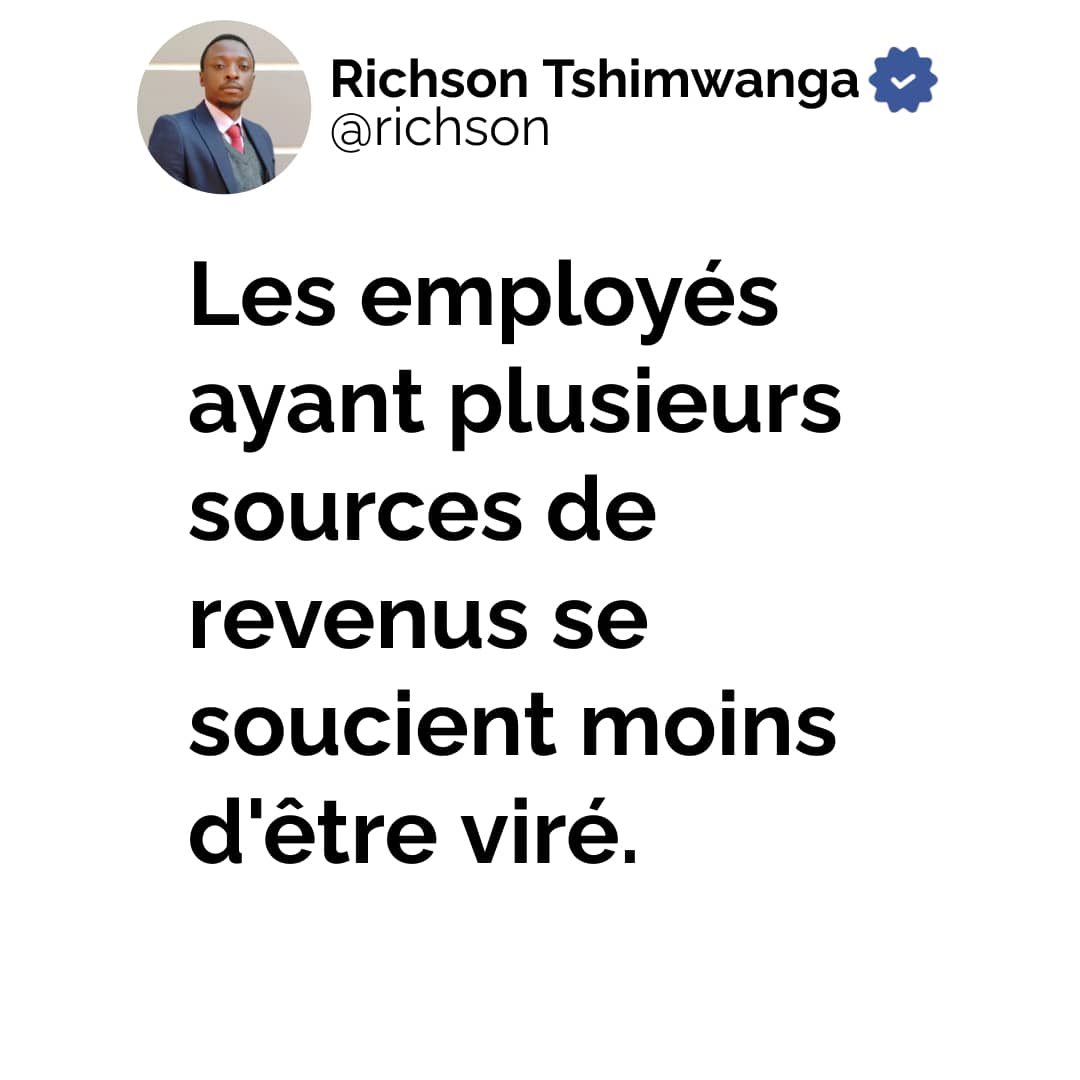 Richson Tshimwanga
@richson
Les employés
ayant plusieurs
sources de
revenus se
soucient moins
d'être viré.